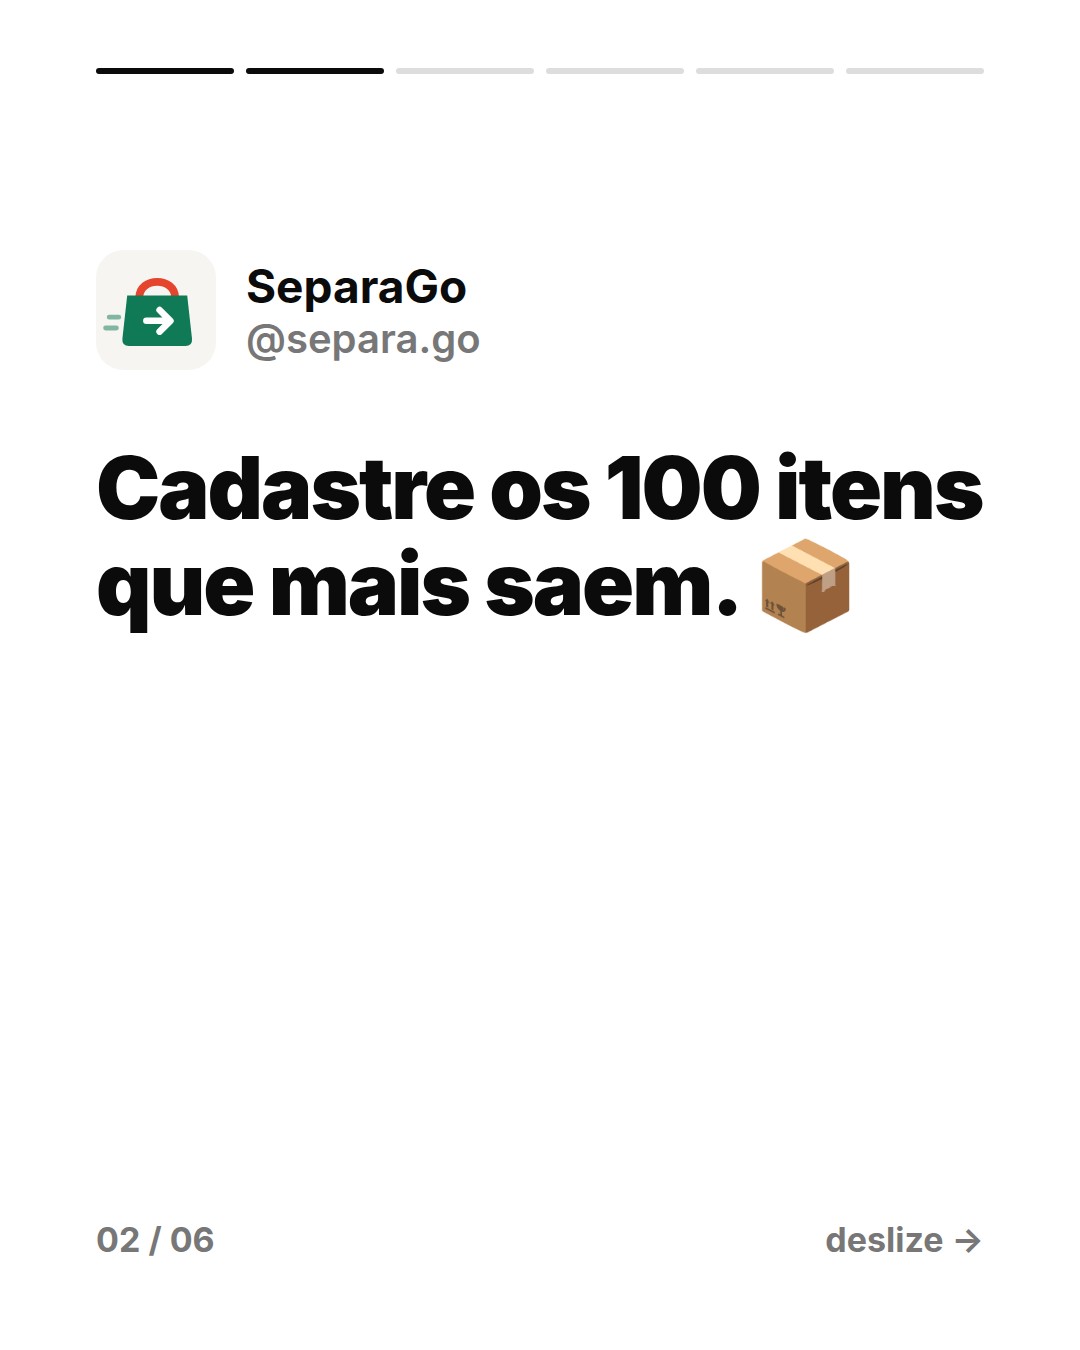 SeparaGo
@separa.go
Cadastre os 100 itens
que mais saem. 📦
02 / 06
deslize →